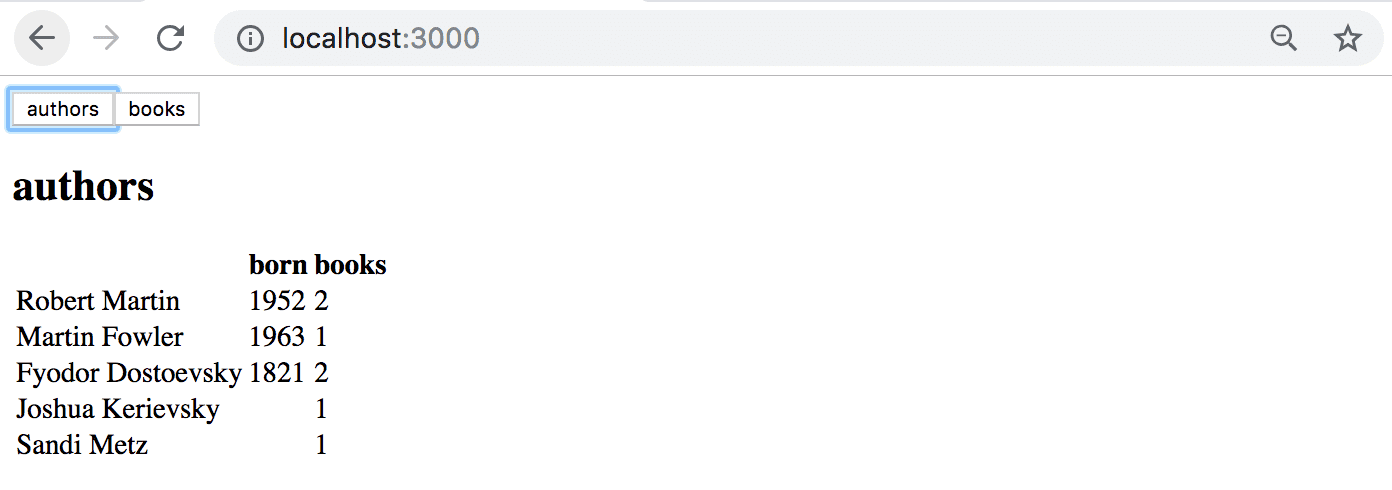 localhost:3000
authors books
authors
born books
Robert Martin 1952 2
Martin Fowler 1963 1
Fyodor Dostoevsky 1821 2
Joshua Kerievsky 1
Sandi Metz 1